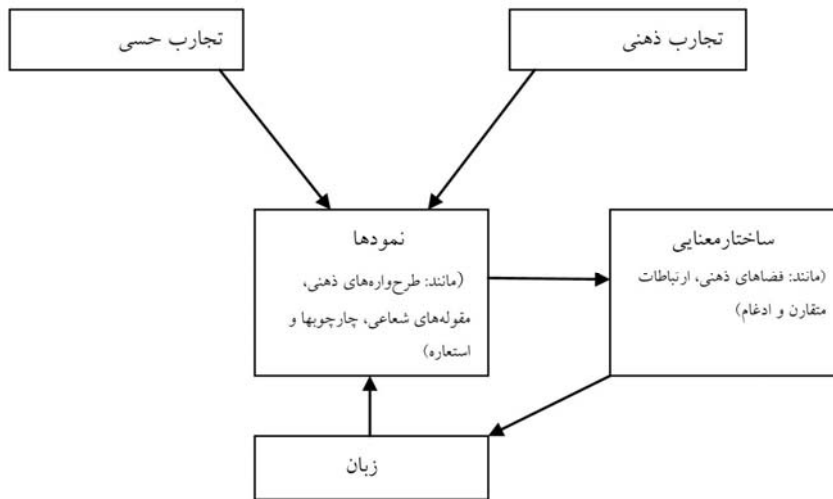 تجارب ذهنی
تجارب حسی
نمودها
(مانند: طرح‌واره‌های ذهنی،
مقوله‌های شعاعی، چارچوبها و
استعاره)
ساختارمعنایی
(مانند: فضاهای ذهنی، ارتباطات
متقارن و ادغام)
زبان